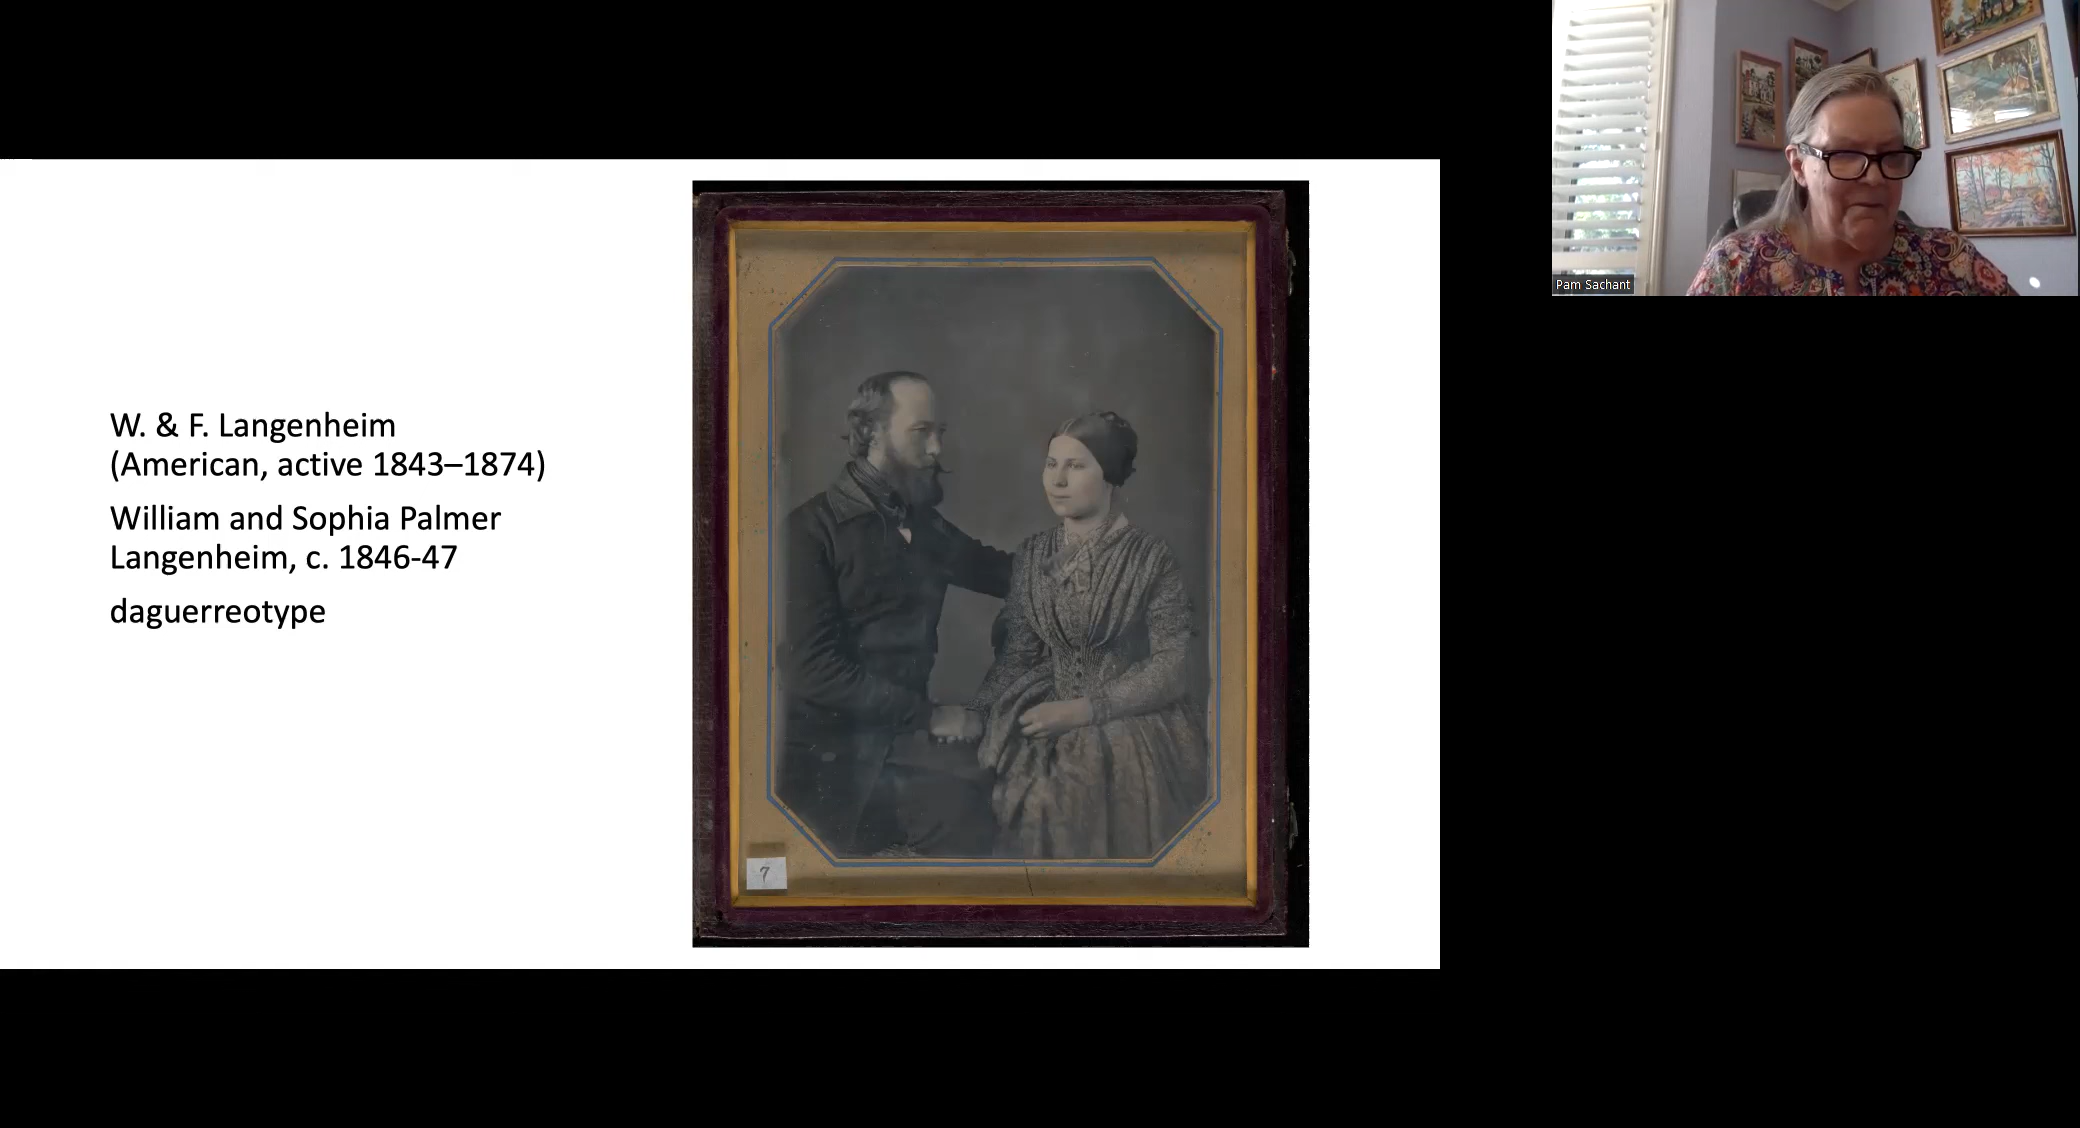 W. & F. Langenheim
(American, active 1843–1874)
William and Sophia Palmer
Langenheim, c. 1846-47
daguerreotype
7
Pam Sachant